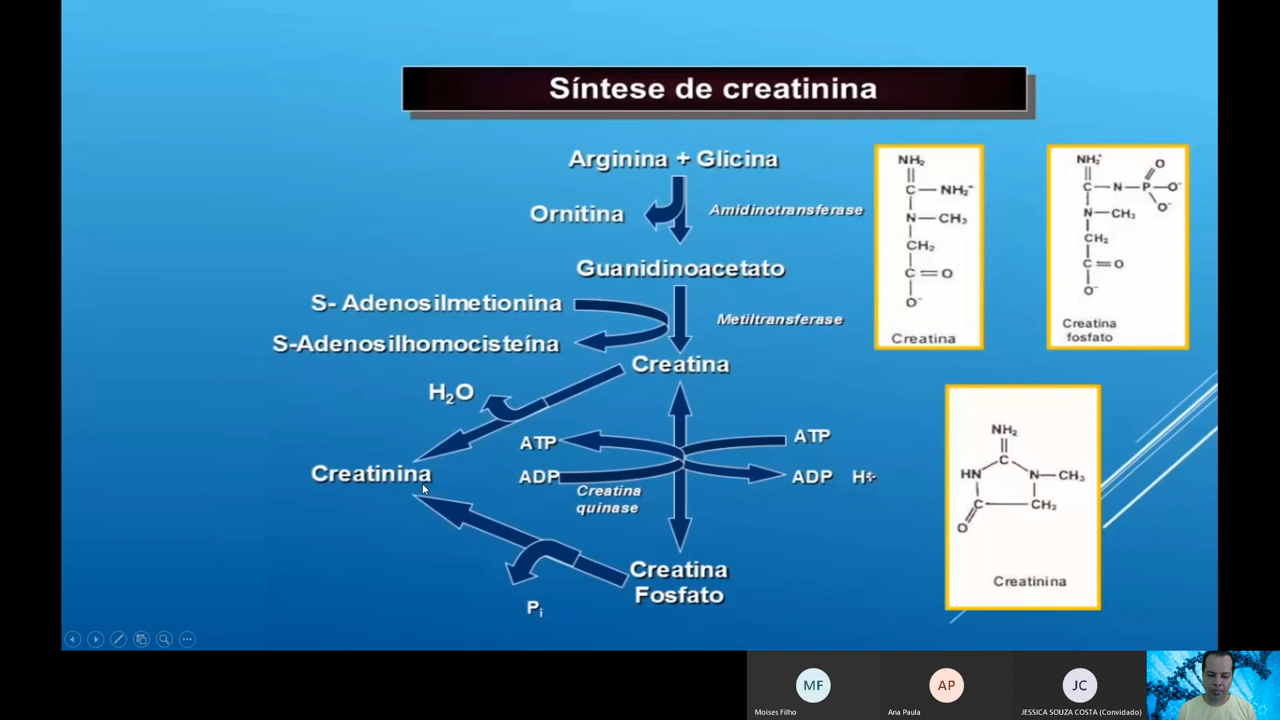 Síntese de creatinina
Arginina + Glicina
Ornitina
Amidinotransferase
Guanidinoacetato
S- Adenosilmetionina
Metiltransferase
S-Adenosilhomocisteína
Creatina
H₂O
ATP
ATP
Creatinina
ADP
ADP H+
Creatina
quinase
Creatina
Fosfato
Pi
NH₂
C — NH₂⁺
N — CH₃
CH₂
C = O
O⁻
Creatina
NH₂⁺
O
C — N — P — O⁻
O⁻
N — CH₃
CH₂
C = O
O⁻
Creatina
fosfato
NH₂
C
HN
N — CH₃
C
CH₂
O
Creatinina
MF
AP
JC
Moises Filho
Ana Paula
JESSICA SOUZA COSTA (Convidado)